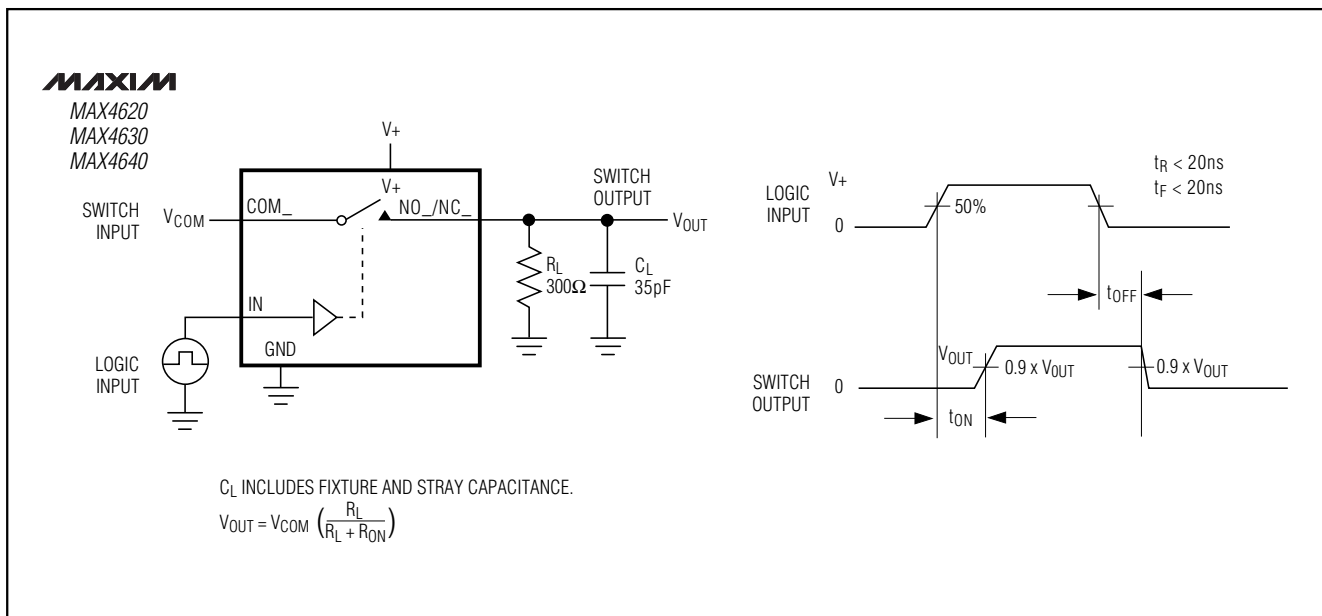 MAXIM
MAX4620
MAX4630
MAX4640
V+
V+
COM_
NO_/NC_
SWITCH
INPUT
VCOM
SWITCH
OUTPUT
VOUT
RL
300Ω
CL
35pF
IN
GND
LOGIC
INPUT
CL INCLUDES FIXTURE AND STRAY CAPACITANCE.
VOUT = VCOM (RL / RL + RON)
tR < 20ns
tF < 20ns
LOGIC
INPUT
V+
0
50%
tOFF
SWITCH
OUTPUT
VOUT
0
0.9 x VOUT
0.9 x VOUT
tON